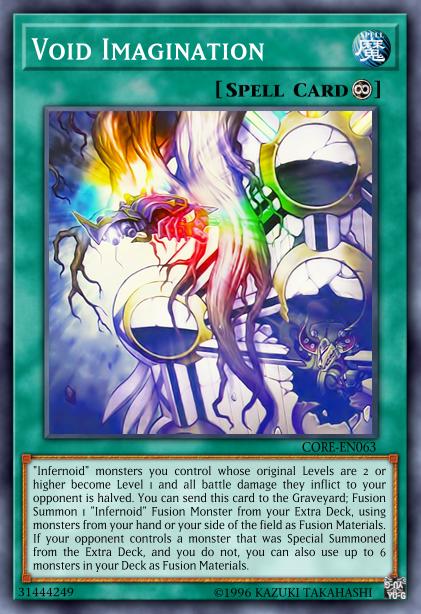 Void Imagination
SPELL
魔
[Spell Card]
CORE-EN063
"Infernoid" monsters you control whose original Levels are 2 or
higher become Level 1 and all battle damage they inflict to your
opponent is halved. You can send this card to the Graveyard; Fusion
Summon 1 "Infernoid" Fusion Monster from your Extra Deck, using
monsters from your hand or your side of the field as Fusion Materials.
If your opponent controls a monster that was Special Summoned
from the Extra Deck, and you do not, you can also use up to 6
monsters in your Deck as Fusion Materials.
31444249
©1996 KAZUKI TAKAHASHI